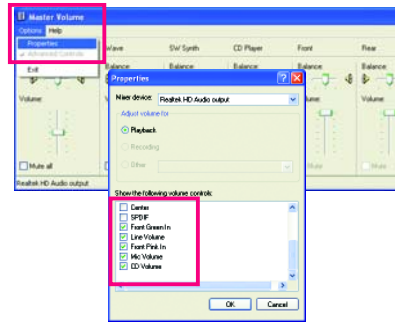 Master Volume
Options Help
Properties
Advanced Controls
Exit
Wave
SW Synth
CD Player
Front
Rear
Balance:
Balance:
Balance:
Balance:
Balance:
Volume:
Volume:
Mute all
Mute
Mute
Realtek HD Audio output
Properties
Mixer device: Realtek HD Audio output
Adjust volume for
Playback
Recording
Other
Show the following volume controls:
Center
SPDIF
Front Green In
Line Volume
Front Pink In
Mic Volume
CD Volume
OK Cancel